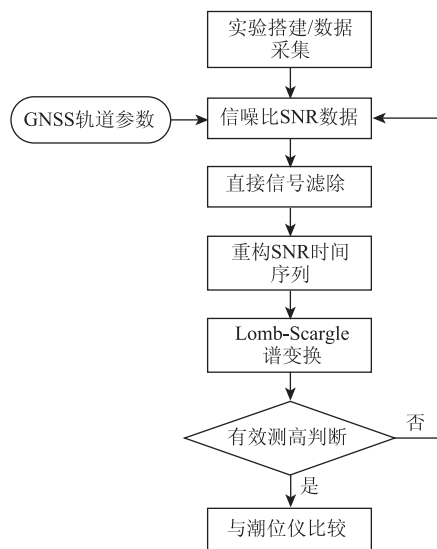 实验搭建/数据
采集
GNSS轨道参数
信噪比SNR数据
直接信号滤除
重构SNR时间
序列
Lomb-Scargle
谱变换
有效测高判断
否
是
与潮位仪比较